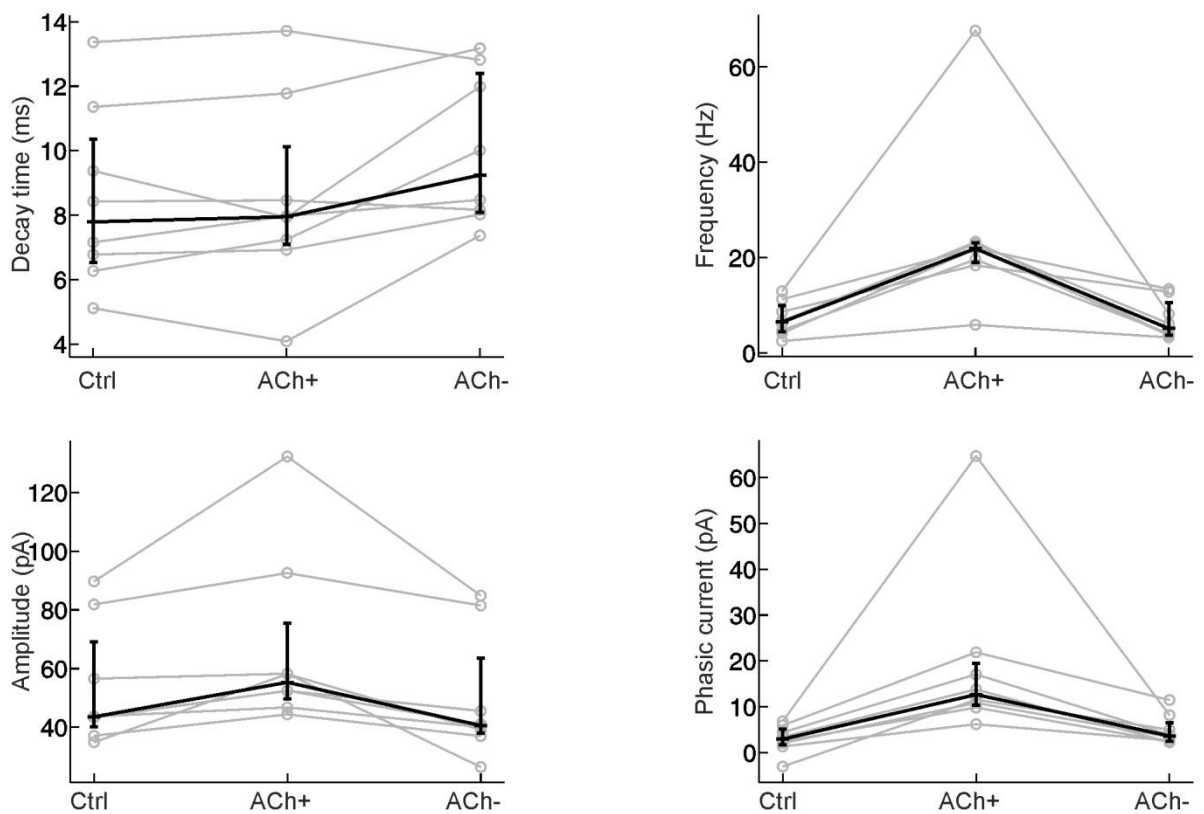 Decay time (ms)
14
12
10
8
6
4
Ctrl ACh+ ACh-
Frequency (Hz)
60
40
20
0
Ctrl ACh+ ACh-
Amplitude (pA)
120
100
80
60
40
Ctrl ACh+ ACh-
Phasic current (pA)
60
50
40
30
20
10
0
Ctrl ACh+ ACh-